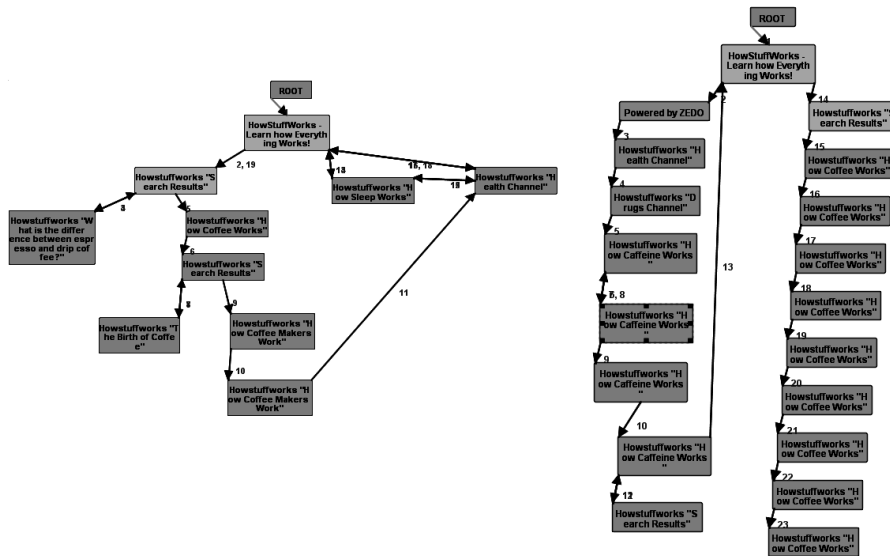 ROOT
HowStuffWorks -
Learn how Everyth
ing Works!
2, 19
Howstuffworks "S
earch Results"
Howstuffworks "H
ow Sleep Works"
Howstuffworks "H
ealth Channel"
Howstuffworks "W
hat is the differ
ence between espr
esso and drip cof
fee?"
5
Howstuffworks "H
ow Coffee Works"
6
Howstuffworks "S
earch Results"
9
Howstuffworks "T
he Birth of Coffe
e"
Howstuffworks "H
ow Coffee Makers
Work"
10
Howstuffworks "H
ow Coffee Makers
Work"
11
ROOT
1
HowStuffWorks -
Learn how Everyth
ing Works!
2
Powered by ZEDO
3
Howstuffworks "H
ealth Channel"
4
Howstuffworks "D
rugs Channel"
5
Howstuffworks "H
ow Caffeine Works
"
Howstuffworks "H
ow Caffeine Works
"
9
Howstuffworks "H
ow Caffeine Works
"
10
Howstuffworks "H
ow Caffeine Works
"
Howstuffworks "S
earch Results"
13
14
Howstuffworks "S
earch Results"
15
Howstuffworks "H
ow Coffee Works"
16
Howstuffworks "H
ow Coffee Works"
17
Howstuffworks "H
ow Coffee Works"
18
Howstuffworks "H
ow Coffee Works"
19
Howstuffworks "H
ow Coffee Works"
20
Howstuffworks "H
ow Coffee Works"
21
Howstuffworks "H
ow Coffee Works"
22
Howstuffworks "H
ow Coffee Works"
23
Howstuffworks "H
ow Coffee Works"